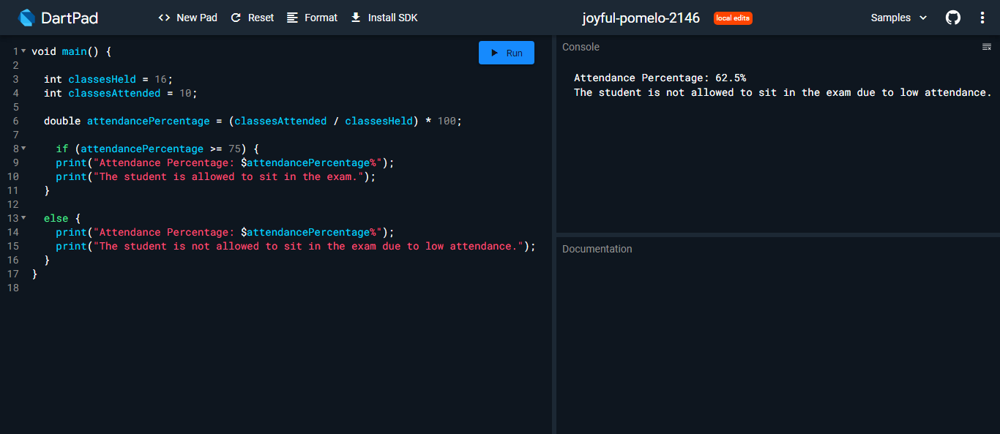 DartPad
New Pad
Reset
Format
Install SDK
joyful-pomelo-2146
local edits
Samples
Run
1 void main() {
2
3   int classesHeld = 16;
4   int classesAttended = 10;
5
6   double attendancePercentage = (classesAttended / classesHeld) * 100;
7
8     if (attendancePercentage >= 75) {
9     print("Attendance Percentage: $attendancePercentage%");
10     print("The student is allowed to sit in the exam.");
11   }
12
13   else {
14     print("Attendance Percentage: $attendancePercentage%");
15     print("The student is not allowed to sit in the exam due to low attendance.");
16   }
17 }
18
Console
Attendance Percentage: 62.5%
The student is not allowed to sit in the exam due to low attendance.
Documentation